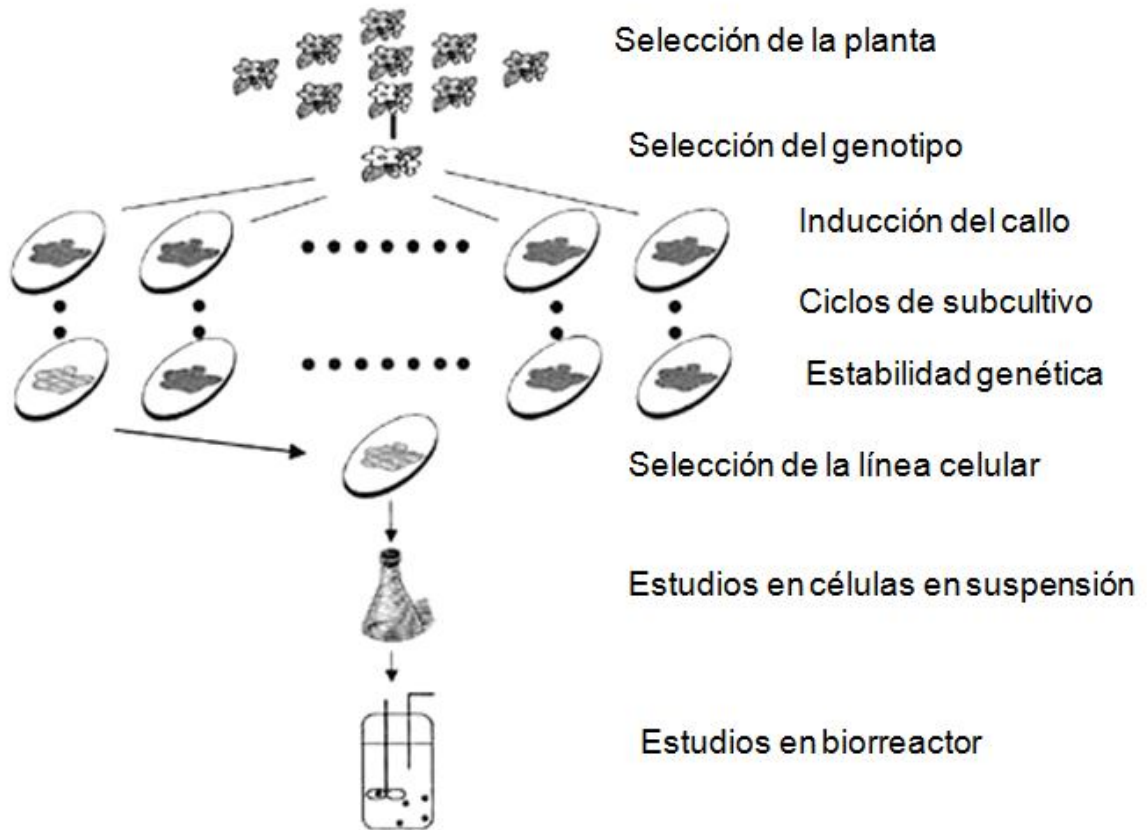 Selección de la planta
Selección del genotipo
Inducción del callo
Ciclos de subcultivo
Estabilidad genética
Selección de la línea celular
Estudios en células en suspensión
Estudios en biorreactor